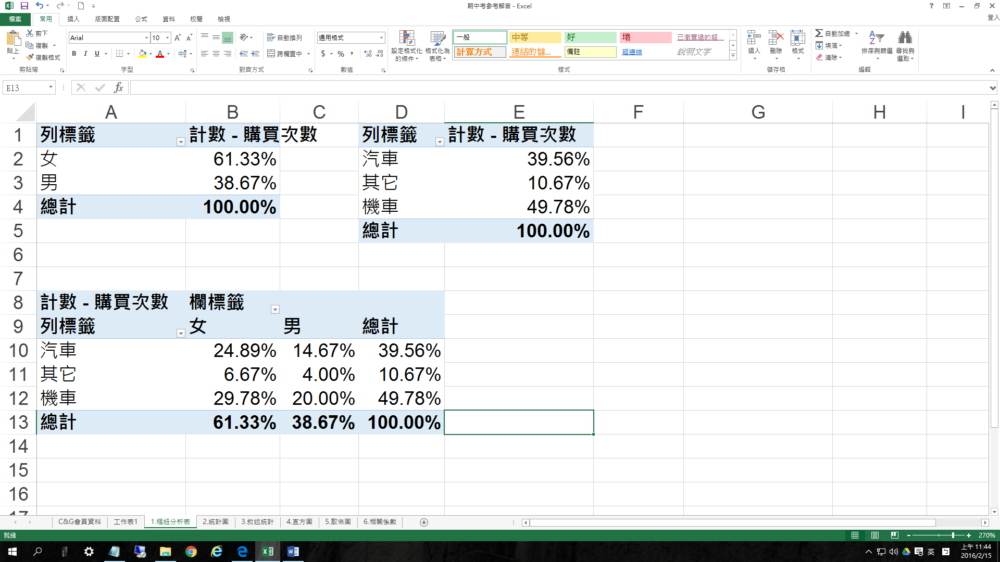 期中考參考解答 - Excel
?
登入
檔案 常用 插入 版面配置 公式 資料 校閱 檢視
貼上 剪下 複製 複製格式 剪貼簿
Arial 10
B I U A 字型
自動換列
跨欄置中
對齊方式
通用格式
$ % , 數值
設定格式化的條件 格式化為表格
一般 中等 好 壞 已瀏覽過的超...
計算方式 連結的儲... 備註 超連結 說明文字
樣式
插入 刪除 格式
儲存格
自動加總
填滿
清除
排序與篩選 尋找與選取
編輯
E13 fx
A B C D E F G H I
1 列標籤 計數 - 購買次數 列標籤 計數 - 購買次數
2 女 61.33% 汽車 39.56%
3 男 38.67% 其它 10.67%
4 總計 100.00% 機車 49.78%
5 總計 100.00%
6
7
8 計數 - 購買次數 欄標籤
9 列標籤 女 男 總計
10 汽車 24.89% 14.67% 39.56%
11 其它 6.67% 4.00% 10.67%
12 機車 29.78% 20.00% 49.78%
13 總計 61.33% 38.67% 100.00%
14
15
16
17
C&G會員資料 工作表1 1.樞紐分析表 2.統計圖 3.敘述統計 4.直方圖 5.散佈圖 6.相關係數
就緒 270%
英
上午 11:44
2016/2/15